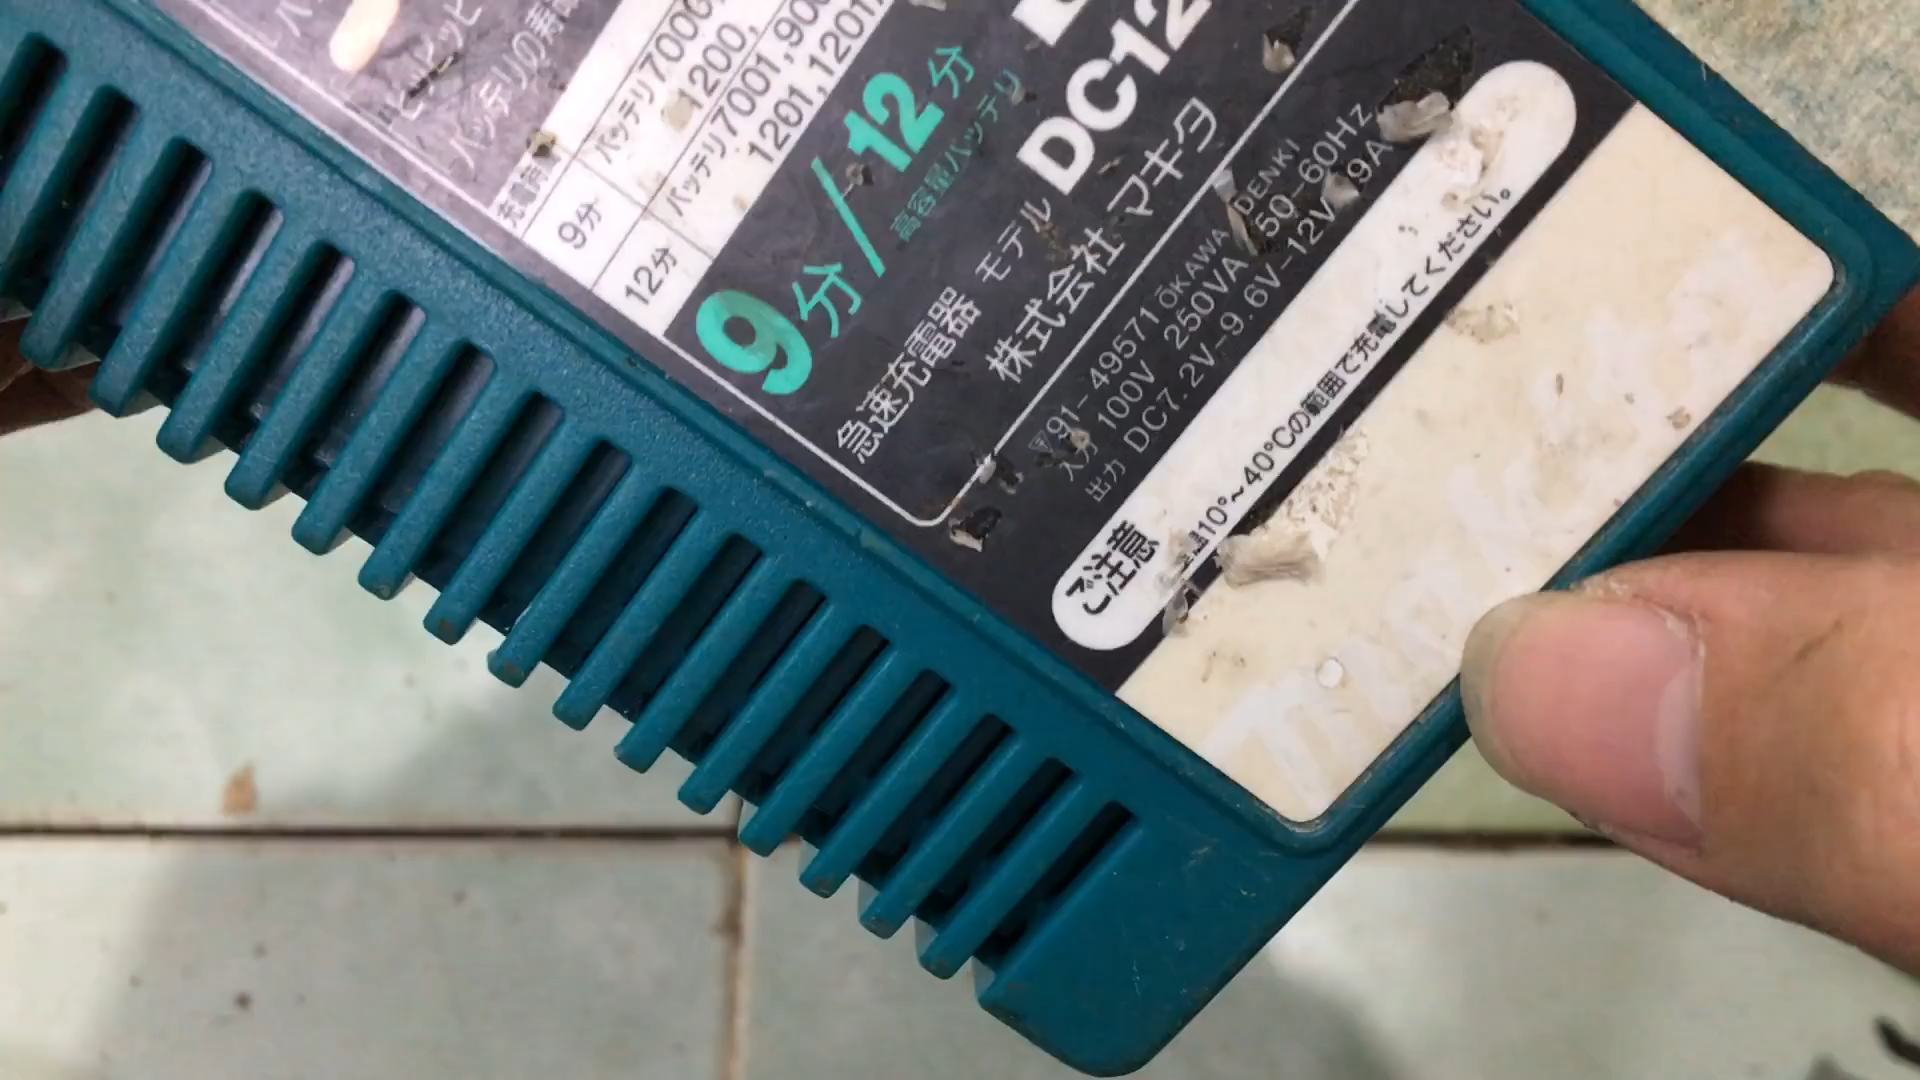 バッテリの寿命
充電時間
9分
バッテリ7000,
1200,
12分
バッテリ7001,900
1201,1201A
9分/12分
高容量バッテリ
急速充電器 モデル DC12
株式会社 マキタ
91-49571 ŌKAWA DENKI
入力 100V 250VA 50-60Hz
出力 DC7.2V-9.6V-12V 9A
ご注意
10°~40°Cの範囲で充電してください。